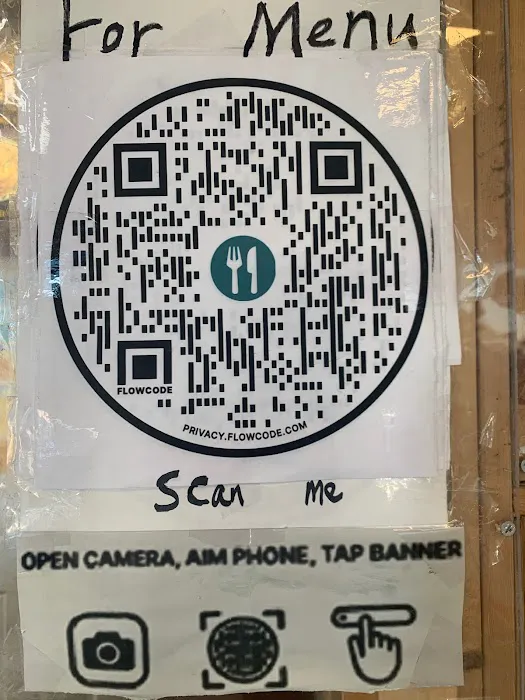 For Menu
FLOWCODE
PRIVACY.FLOWCODE.COM
Scan me
OPEN CAMERA, AIM PHONE, TAP BANNER